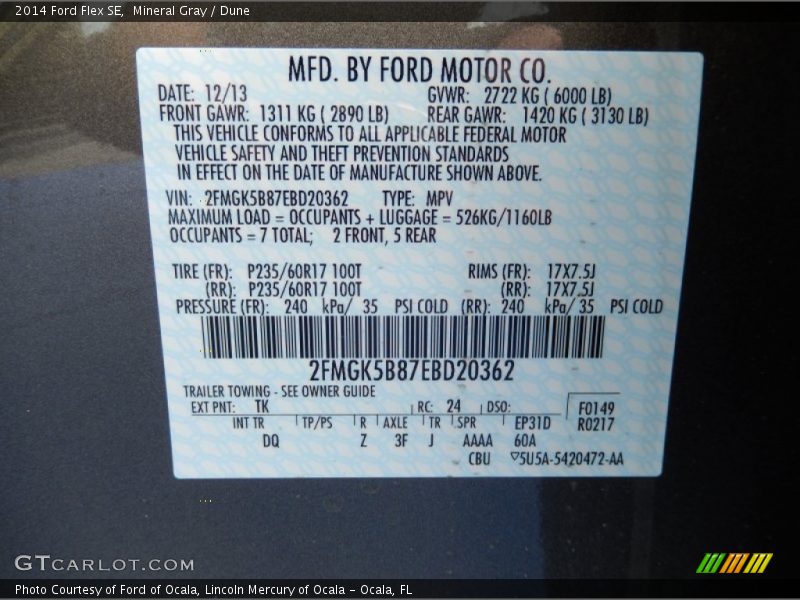 2014 Ford Flex SE, Mineral Gray / Dune
MFD. BY FORD MOTOR CO.
DATE: 12/13 GVWR: 2722 KG ( 6000 LB)
FRONT GAWR: 1311 KG ( 2890 LB) REAR GAWR: 1420 KG ( 3130 LB)
THIS VEHICLE CONFORMS TO ALL APPLICABLE FEDERAL MOTOR
VEHICLE SAFETY AND THEFT PREVENTION STANDARDS
IN EFFECT ON THE DATE OF MANUFACTURE SHOWN ABOVE.
VIN: 2FMGK5B87EBD20362 TYPE: MPV
MAXIMUM LOAD = OCCUPANTS + LUGGAGE = 526KG/1160LB
OCCUPANTS = 7 TOTAL; 2 FRONT, 5 REAR
TIRE (FR): P235/60R17 100T RIMS (FR): 17X7.5J
(RR): P235/60R17 100T (RR): 17X7.5J
PRESSURE (FR): 240 kPa/ 35 PSI COLD (RR): 240 kPa/ 35 PSI COLD
2FMGK5B87EBD20362
TRAILER TOWING - SEE OWNER GUIDE
EXT PNT: TK RC: 24 DSO: F0149
INT TR TP/PS R AXLE TR SPR EP31D R0217
DQ Z 3F J AAAA 60A
CBU ▽5U5A-5420472-AA
GTCARLOT.COM
Photo Courtesy of Ford of Ocala, Lincoln Mercury of Ocala - Ocala, FL